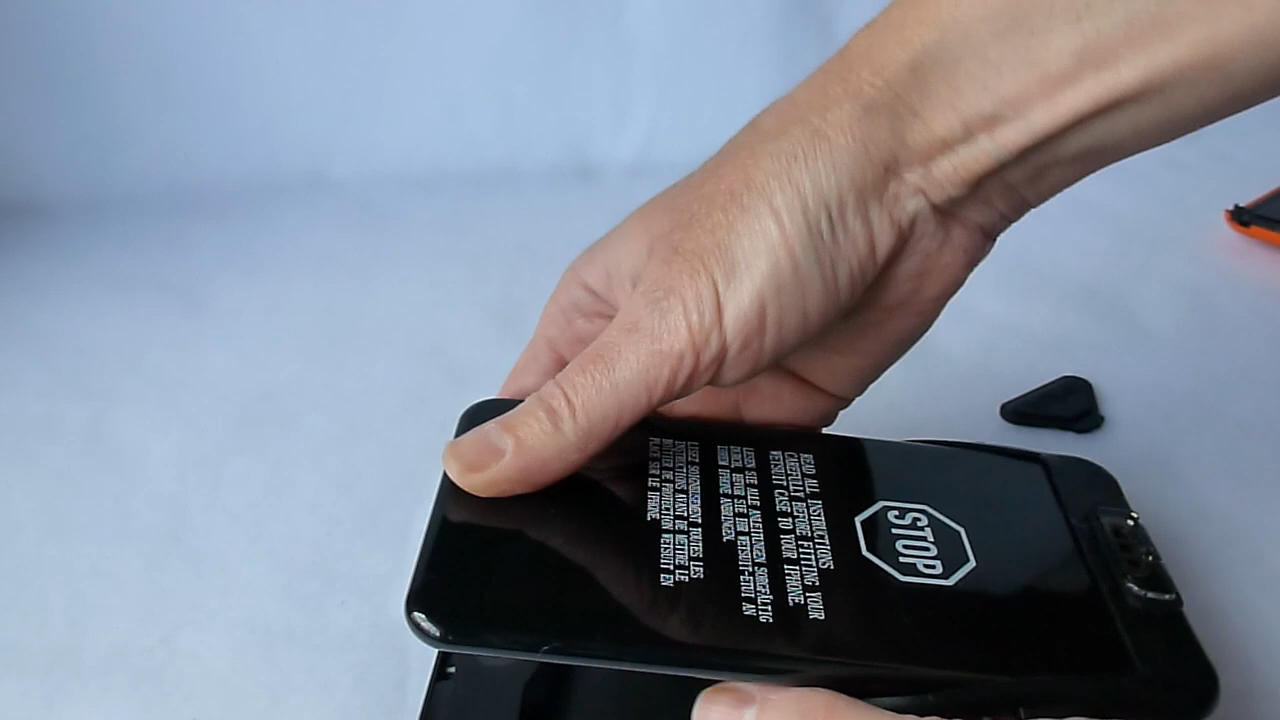 STOP
READ ALL INSTRUCTIONS
CAREFULLY BEFORE FITTING YOUR
WETSUIT CASE TO YOUR IPHONE.
LESEN SIE ALLE ANLEITUNGEN SORGFÄLTIG
ZUERST, BEVOR SIE IHR WETSUIT-ETUI AN
IHREM IPHONE ANBRINGEN.
LISEZ SOIGNEUSEMENT TOUTES LES
INSTRUCTIONS AVANT DE METTRE LE
DE PROTECTION WETSUIT EN
PLACE SUR LE IPHONE.